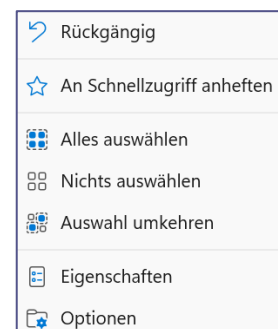 Rückgängig
An Schnellzugriff anheften
Alles auswählen
Nichts auswählen
Auswahl umkehren
Eigenschaften
Optionen